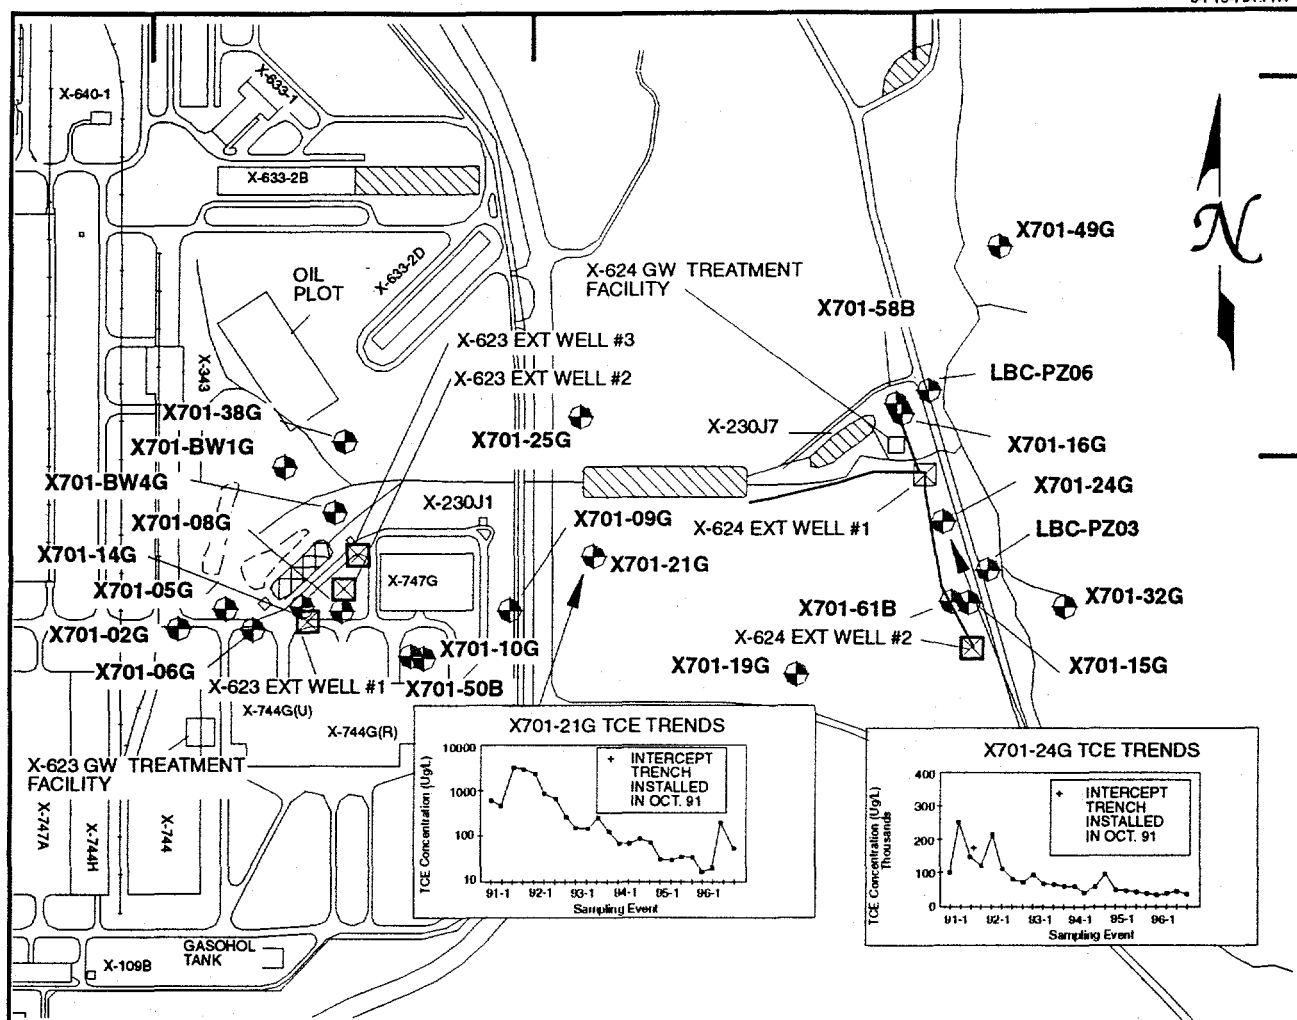 X-640-1
X-633-1
X-633-2B
X701-49G
N
X-633-2D
OIL
PLOT
X-624 GW TREATMENT
FACILITY
X701-58B
X-623 EXT WELL #3
X-343
X-623 EXT WELL #2
LBC-PZ06
X701-38G
X701-25G
X-230J7
X701-16G
X701-BW1G
X701-BW4G
X701-24G
X-230J1
X701-09G
X-624 EXT WELL #1
X701-08G
LBC-PZ03
X701-14G
X701-21G
X-747G
X701-05G
X701-61B
X701-32G
X701-02G
X-624 EXT WELL #2
X701-10G
X701-19G
X701-15G
X701-06G
X-623 EXT WELL #1
X701-50B
X-744G(U)
X-744G(R)
X-623 GW TREATMENT
FACILITY
X-747A
X-744H
X-744
GASOHOL
TANK
X-109B
X701-21G TCE TRENDS
TCE Concentration (Ug/L)
10000
1000
100
10
+ INTERCEPT
TRENCH
INSTALLED
IN OCT. 91
91-1 92-1 93-1 94-1 95-1 96-1
Sampling Event
X701-24G TCE TRENDS
TCE Concentration (Ug/L)
Thousands
400
300
200
100
0
+ INTERCEPT
TRENCH
INSTALLED
IN OCT. 91
91-1 92-1 93-1 94-1 95-1 96-1
Sampling Event